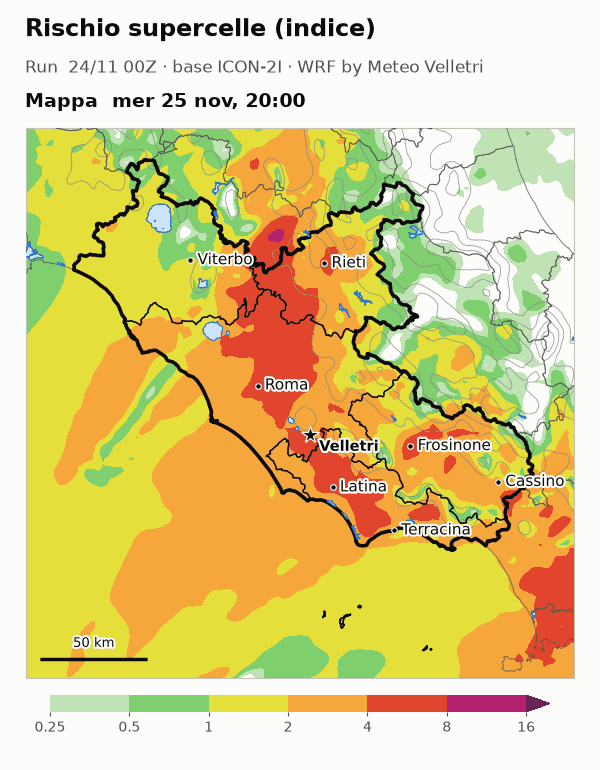 Rischio supercelle (indice)
Run  24/11 00Z · base ICON-2I · WRF by Meteo Velletri
Mappa  mer 25 nov, 20:00
Viterbo
Rieti
Roma
Velletri
Frosinone
Cassino
Latina
Terracina
50 km
0.25 0.5 1 2 4 8 16